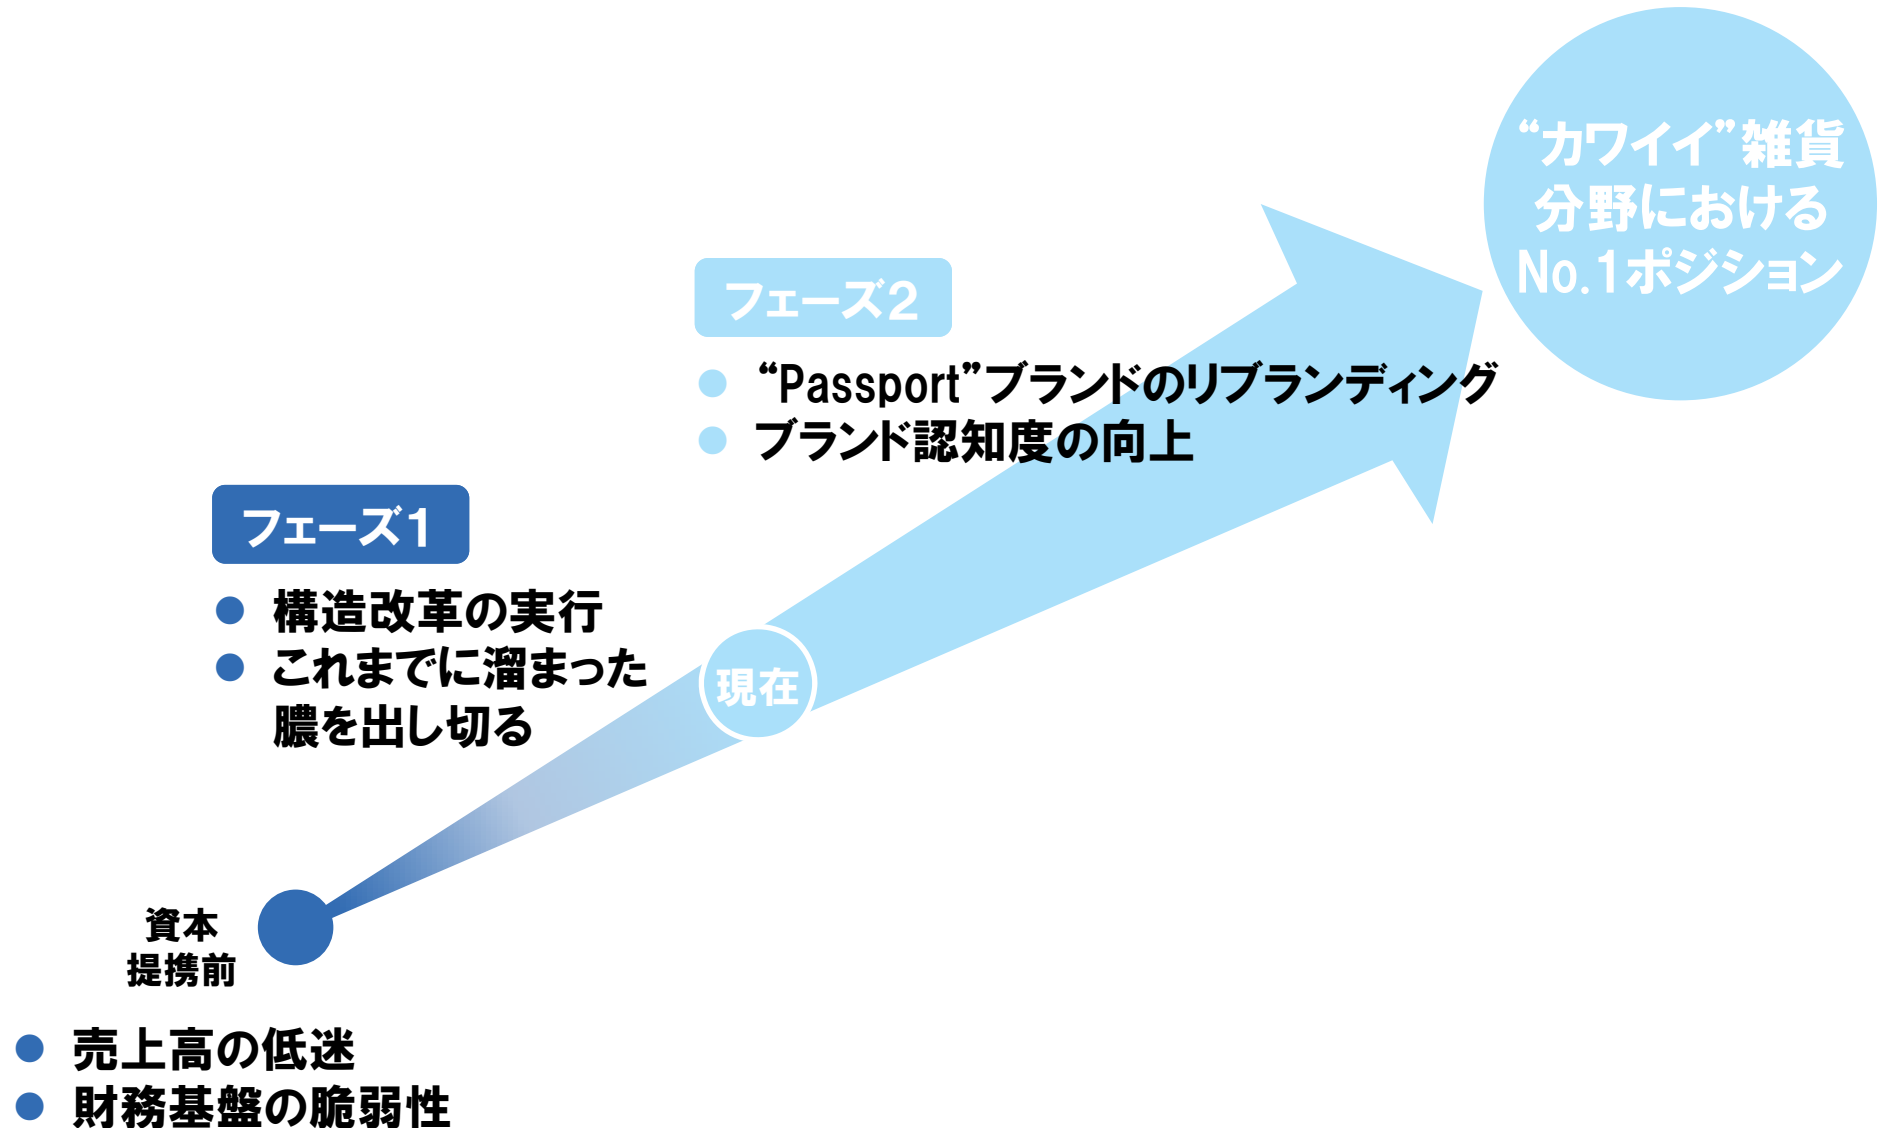 “カワイイ”雑貨
分野における
No.1ポジション
フェーズ2
“Passport”ブランドのリブランディング
ブランド認知度の向上
フェーズ1
構造改革の実行
これまでに溜まった
膿を出し切る
現在
資本
提携前
売上高の低迷
財務基盤の脆弱性